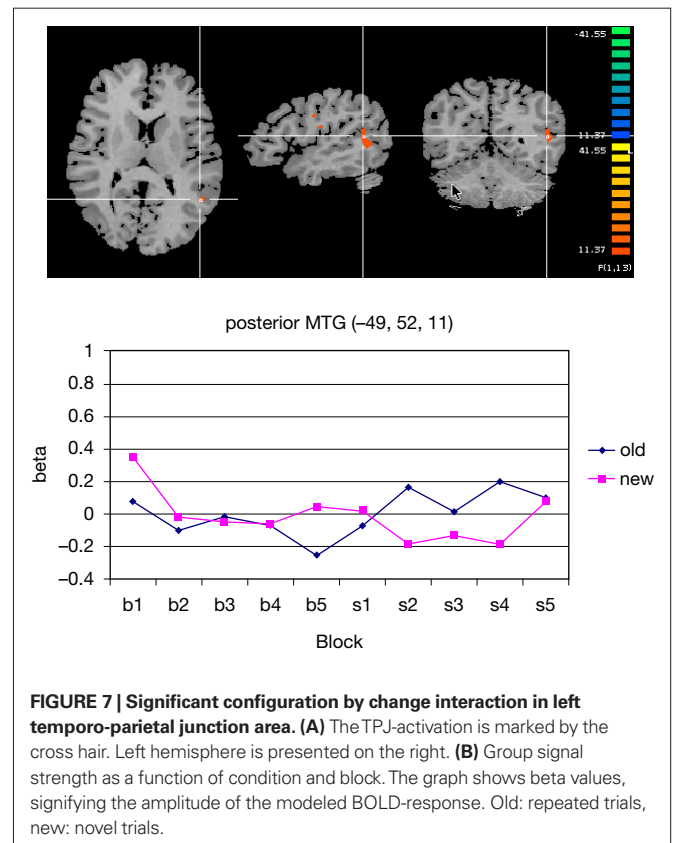 -41.55
11.37
41.55
11.37
F(1,13)
posterior MTG (–49, 52, 11)
1
0.8
0.6
0.4
0.2
0
–0.2
–0.4
beta
b1 b2 b3 b4 b5 s1 s2 s3 s4 s5
Block
old
new
FIGURE 7 | Significant configuration by change interaction in left
temporo-parietal junction area. (A) The TPJ-activation is marked by the
cross hair. Left hemisphere is presented on the right. (B) Group signal
strength as a function of condition and block. The graph shows beta values,
signifying the amplitude of the modeled BOLD-response. Old: repeated trials,
new: novel trials.